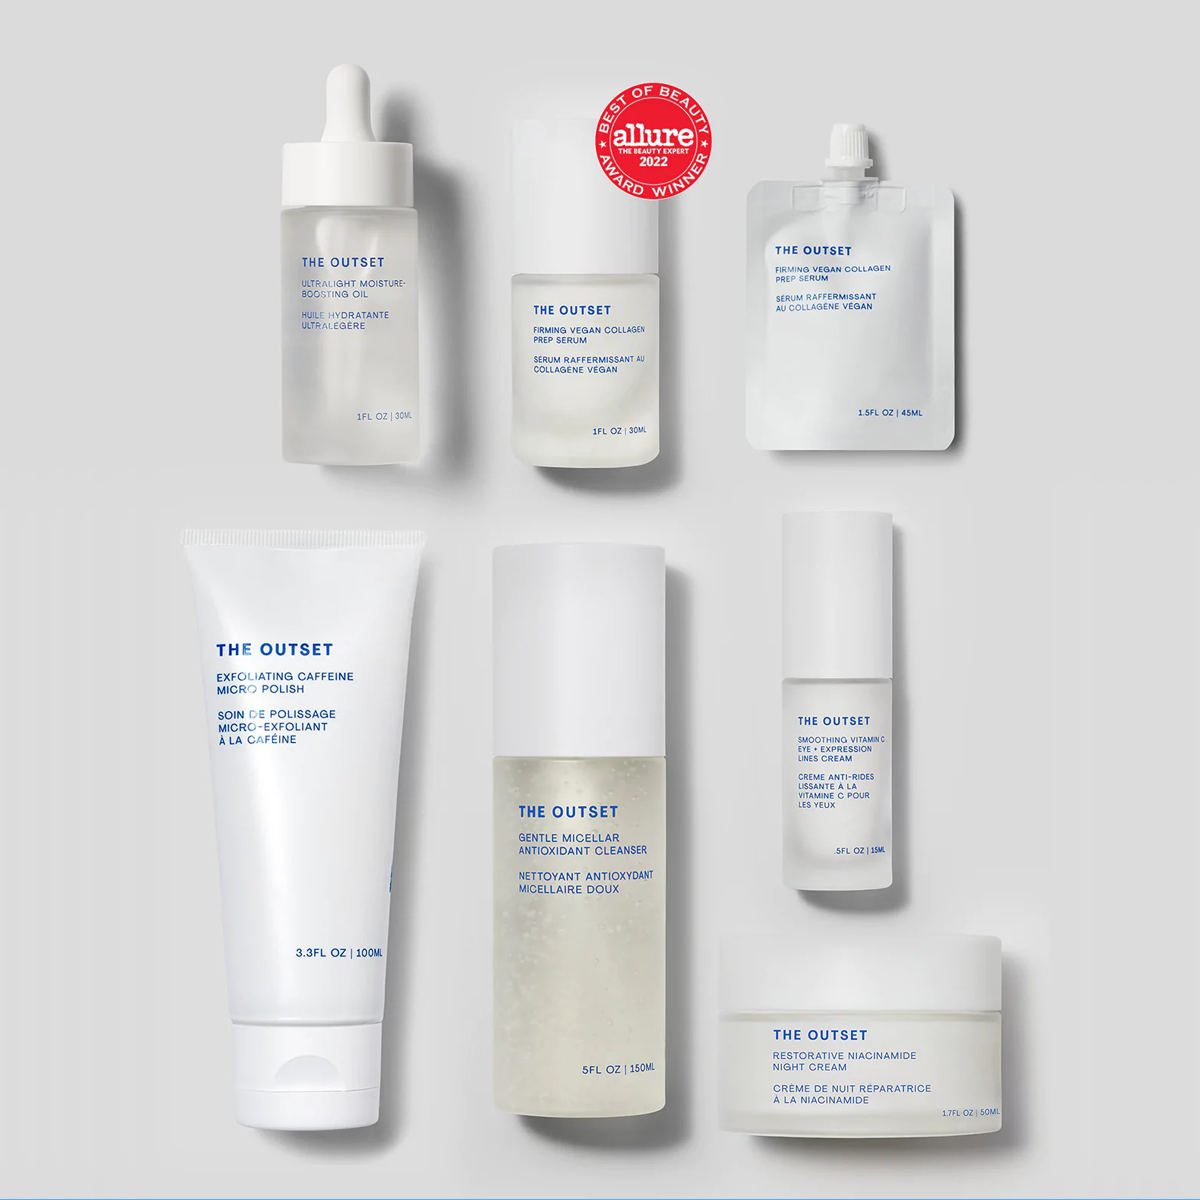 THE OUTSET
ULTRALIGHT MOISTURE-
BOOSTING OIL
HUILE HYDRATANTE
ULTRALÉGÈRE
1FL OZ | 30ML
BEST OF BEAUTY
allure
THE BEAUTY EXPERT
2022
AWARD WINNER
THE OUTSET
FIRMING VEGAN COLLAGEN
PREP SERUM
SÉRUM RAFFERMISSANT AU
COLLAGÈNE VÉGAN
1FL OZ | 30ML
THE OUTSET
FIRMING VEGAN COLLAGEN
PREP SERUM
SÉRUM RAFFERMISSANT
AU COLLAGÈNE VÉGAN
1.5FL OZ | 45ML
THE OUTSET
EXFOLIATING CAFFEINE
MICRO POLISH
SOIN DE POLISSAGE
MICRO-EXFOLIANT
À LA CAFÉINE
3.3FL OZ | 100ML
THE OUTSET
GENTLE MICELLAR
ANTIOXIDANT CLEANSER
NETTOYANT ANTIOXYDANT
MICELLAIRE DOUX
5FL OZ | 150ML
THE OUTSET
SMOOTHING VITAMIN C
EYE + EXPRESSION
LINES CREAM
CREME ANTI-RIDES
LISSANTE À LA
VITAMINE C POUR
LES YEUX
.5FL OZ | 15ML
THE OUTSET
RESTORATIVE NIACINAMIDE
NIGHT CREAM
CRÈME DE NUIT RÉPARATRICE
À LA NIACINAMIDE
1.7FL OZ | 50ML